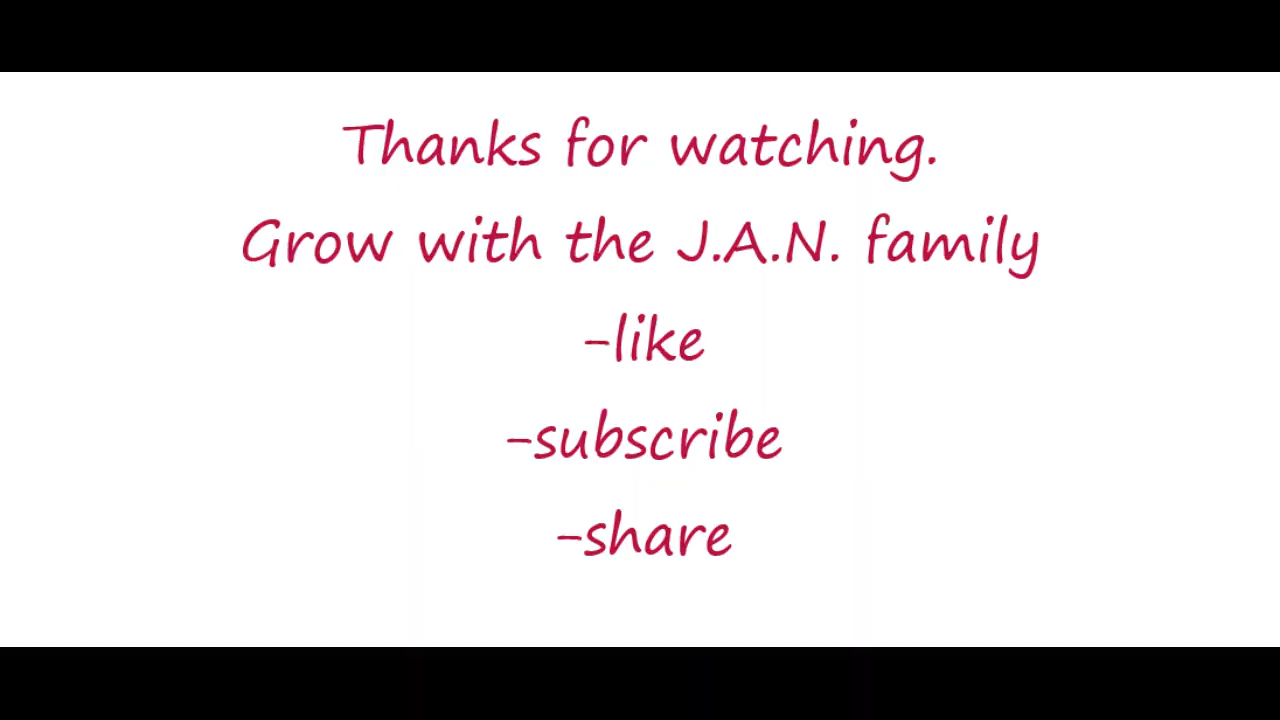 Thanks for watching.
Grow with the J.A.N. family
-like
-subscribe
-share